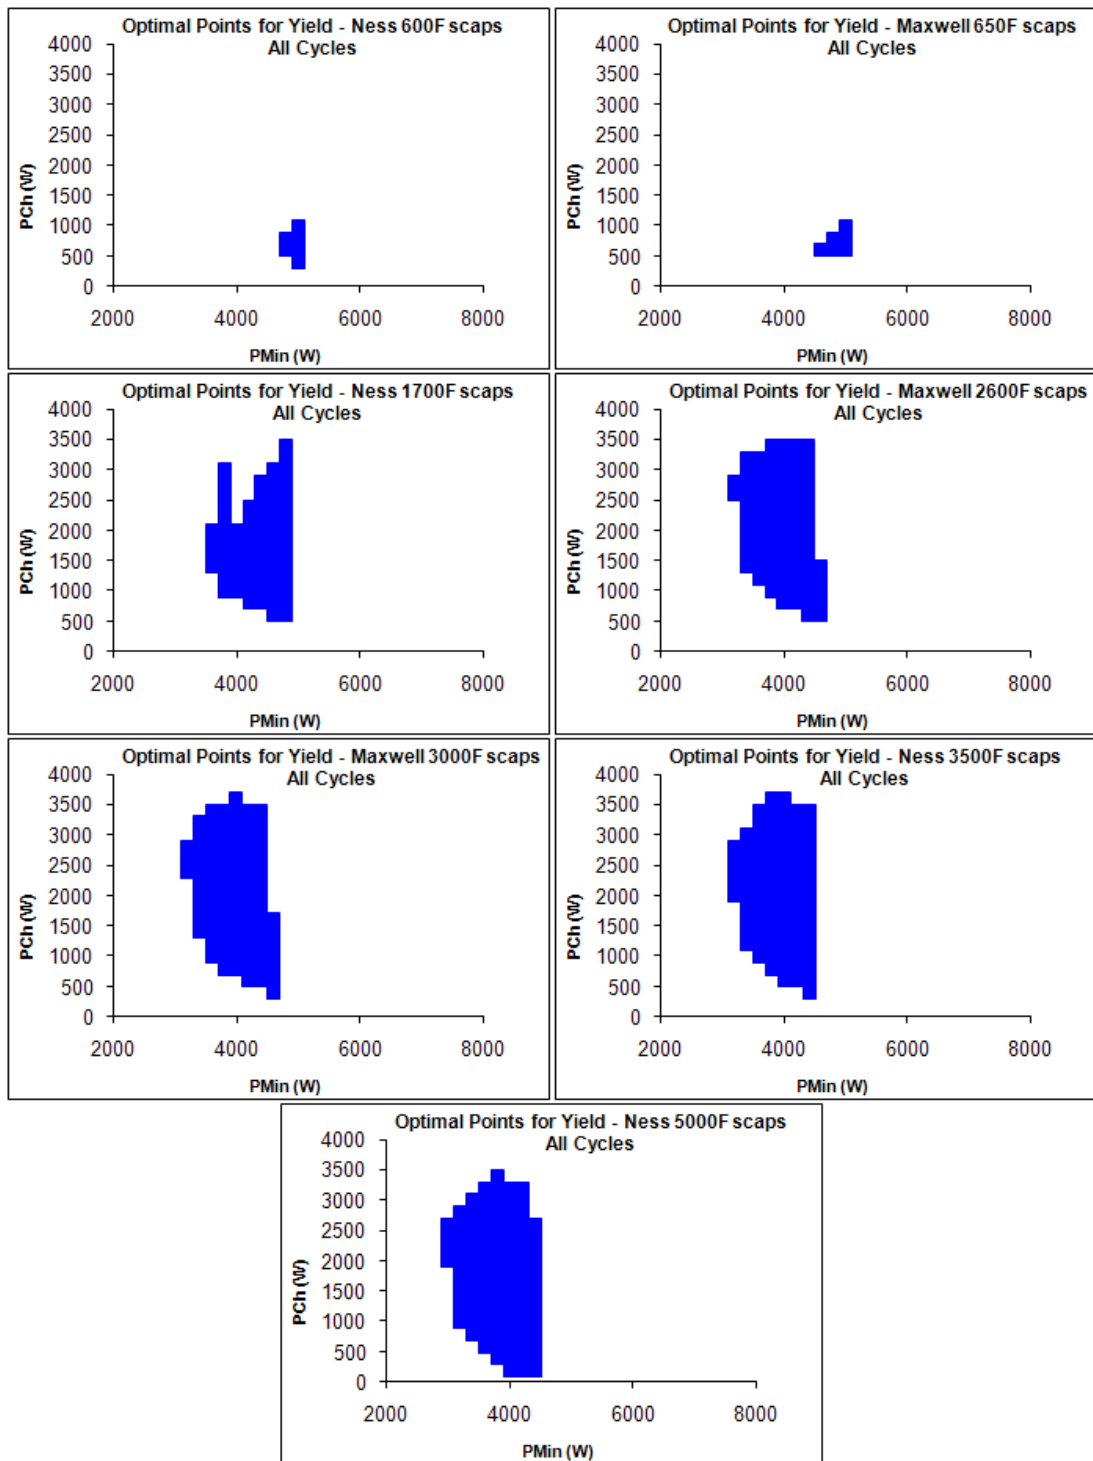 Optimal Points for Yield - Ness 600F scaps
All Cycles
4000
3500
3000
2500
2000
1500
1000
500
0
PCh (W)
2000 4000 6000 8000
PMin (W)
Optimal Points for Yield - Maxwell 650F scaps
All Cycles
4000
3500
3000
2500
2000
1500
1000
500
0
PCh (W)
2000 4000 6000 8000
PMin (W)
Optimal Points for Yield - Ness 1700F scaps
All Cycles
4000
3500
3000
2500
2000
1500
1000
500
0
PCh (W)
2000 4000 6000 8000
PMin (W)
Optimal Points for Yield - Maxwell 2600F scaps
All Cycles
4000
3500
3000
2500
2000
1500
1000
500
0
PCh (W)
2000 4000 6000 8000
PMin (W)
Optimal Points for Yield - Maxwell 3000F scaps
All Cycles
4000
3500
3000
2500
2000
1500
1000
500
0
PCh (W)
2000 4000 6000 8000
PMin (W)
Optimal Points for Yield - Ness 3500F scaps
All Cycles
4000
3500
3000
2500
2000
1500
1000
500
0
PCh (W)
2000 4000 6000 8000
PMin (W)
Optimal Points for Yield - Ness 5000F scaps
All Cycles
4000
3500
3000
2500
2000
1500
1000
500
0
PCh (W)
2000 4000 6000 8000
PMin (W)